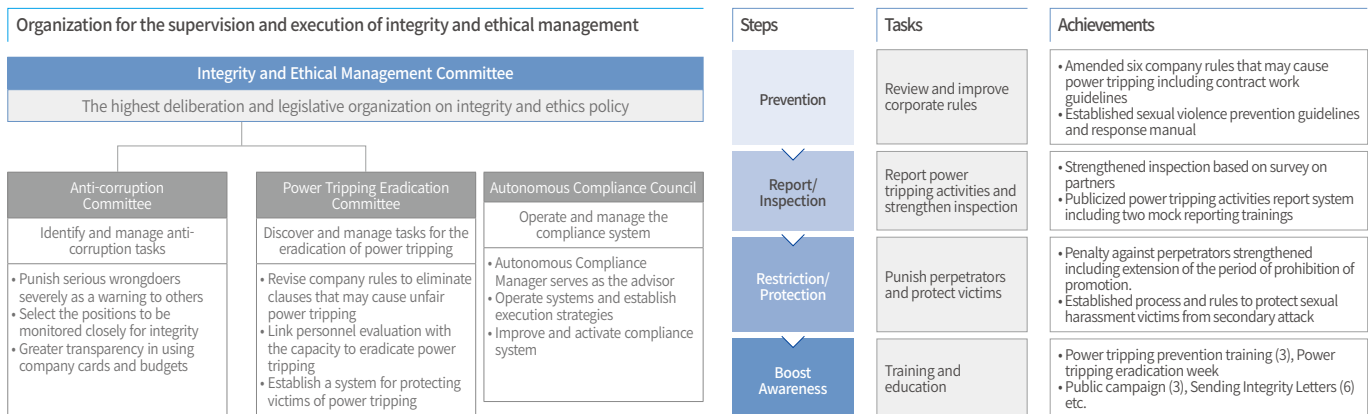 Organization for the supervision and execution of integrity and ethical management
Integrity and Ethical Management Committee
The highest deliberation and legislative organization on integrity and ethics policy
Anti-corruption
Committee
Identify and manage anti-
corruption tasks
• Punish serious wrongdoers
severely as a warning to others
• Select the positions to be
monitored closely for integrity
• Greater transparency in using
company cards and budgets
Power Tripping Eradication
Committee
Discover and manage tasks for the
eradication of power tripping
• Revise company rules to eliminate
clauses that may cause unfair
power tripping
• Link personnel evaluation with
the capacity to eradicate power
tripping
• Establish a system for protecting
victims of power tripping
Autonomous Compliance Council
Operate and manage the
compliance system
• Autonomous Compliance
Manager serves as the advisor
• Operate systems and establish
execution strategies
• Improve and activate compliance
system
Steps
Tasks
Achievements
Prevention
Review and improve
corporate rules
• Amended six company rules that may cause
power tripping including contract work
guidelines
• Established sexual violence prevention guidelines
and response manual
Report/
Inspection
Report power
tripping activities and
strengthen inspection
• Strengthened inspection based on survey on
partners
• Publicized power tripping activities report system
including two mock reporting trainings
Restriction/
Protection
Punish perpetrators
and protect victims
• Penalty against perpetrators strengthened
including extension of the period of prohibition of
promotion.
• Established process and rules to protect sexual
harassment victims from secondary attack
Boost
Awareness
Training and
education
• Power tripping prevention training (3), Power
tripping eradication week
• Public campaign (3), Sending Integrity Letters (6)
etc.